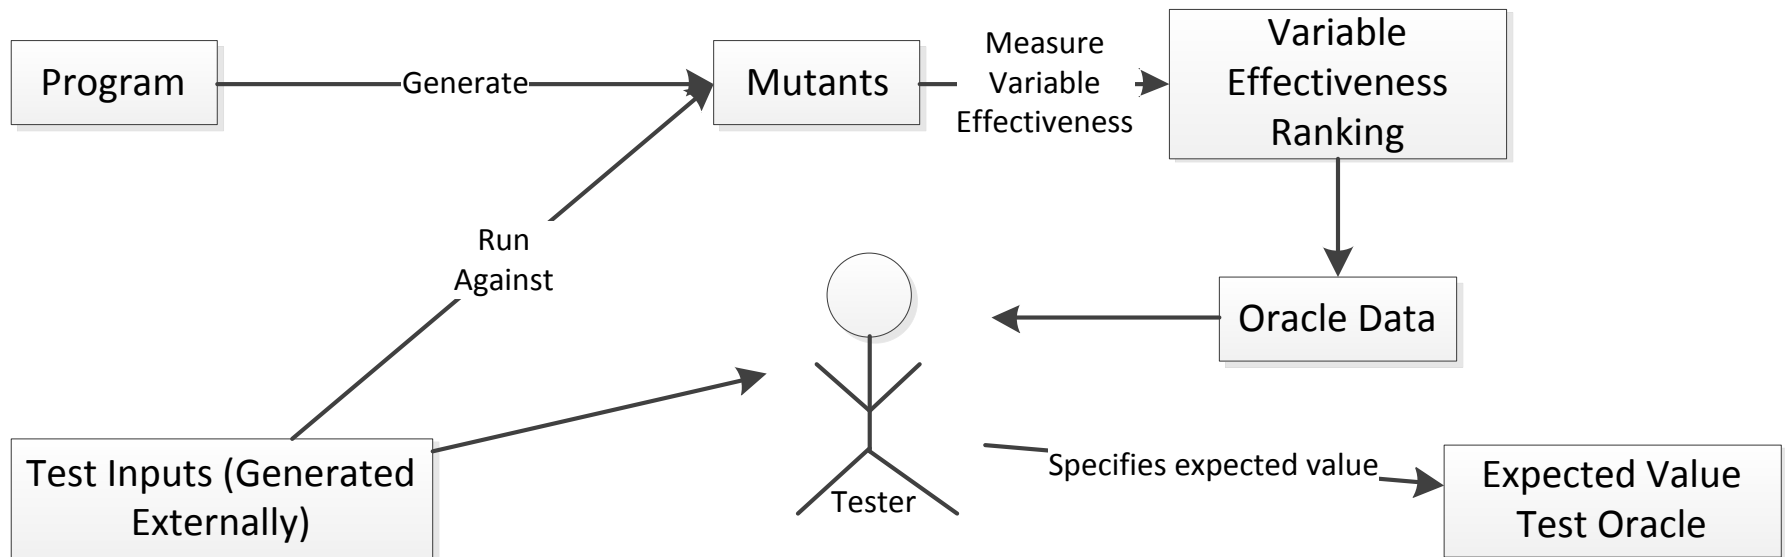 Program
Generate
Mutants
Measure
Variable
Effectiveness
Variable
Effectiveness
Ranking
Run
Against
Oracle Data
Test Inputs (Generated
Externally)
Tester
Specifies expected value
Expected Value
Test Oracle